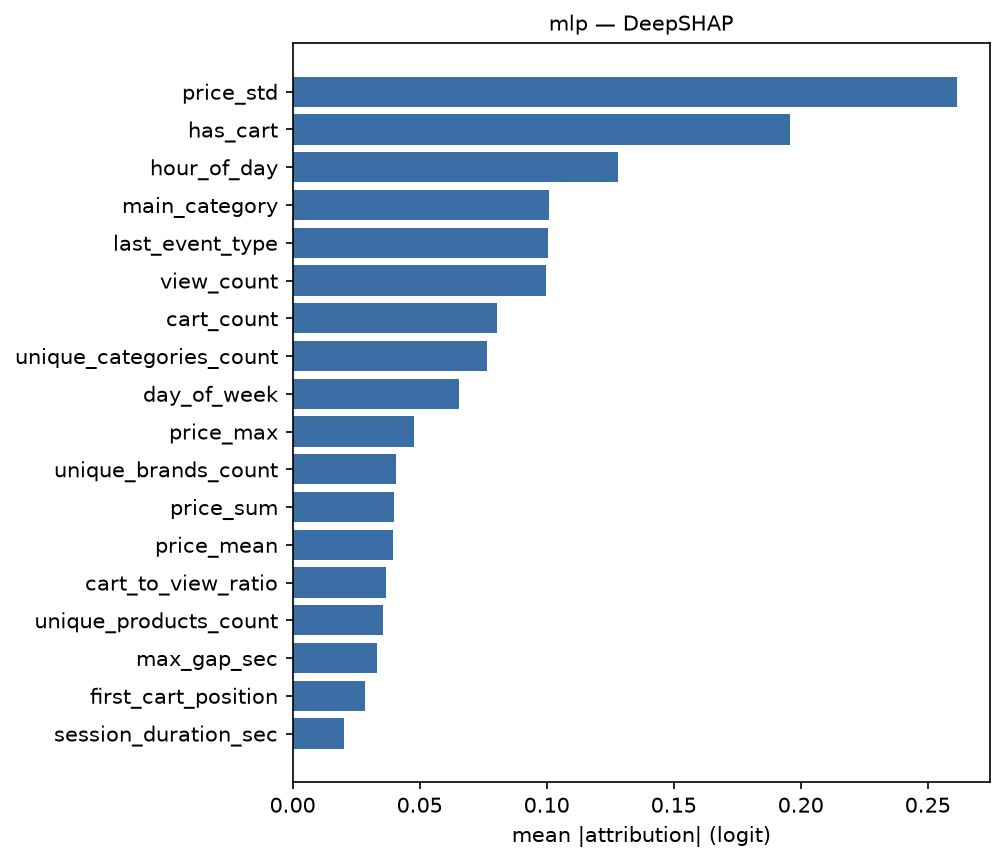 mlp — DeepSHAP
price_std
has_cart
hour_of_day
main_category
last_event_type
view_count
cart_count
unique_categories_count
day_of_week
price_max
unique_brands_count
price_sum
price_mean
cart_to_view_ratio
unique_products_count
max_gap_sec
first_cart_position
session_duration_sec
0.00 0.05 0.10 0.15 0.20 0.25
mean |attribution| (logit)